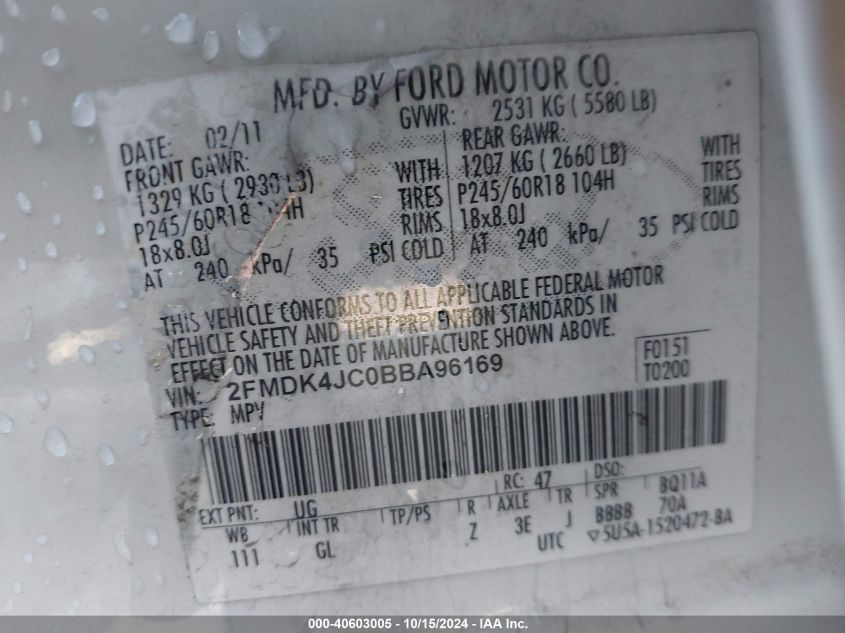 MFD. BY FORD MOTOR CO.
DATE: 02/11 GVWR: 2531 KG ( 5580 LB)
FRONT GAWR: REAR GAWR:
1329 KG ( 2930 LB) WITH 1207 KG ( 2660 LB) WITH
P245/60R18 104H TIRES P245/60R18 104H TIRES
18x8.0J RIMS 18x8.0J RIMS
AT 240 kPa/ 35 PSI COLD AT 240 kPa/ 35 PSI COLD
THIS VEHICLE CONFORMS TO ALL APPLICABLE FEDERAL MOTOR
VEHICLE SAFETY AND THEFT PREVENTION STANDARDS IN
EFFECT ON THE DATE OF MANUFACTURE SHOWN ABOVE.
VIN: 2FMDK4JC0BBA96169 F0151
TYPE: MPV T0200
EXT PNT: UG RC: 47 DSO:
WB INT TR TP/PS R AXLE TR SPR BQ11A
111 GL Z 3E J BBBB 70A
UTC ▽5U5A-1520472-BA
000-40603005 - 10/15/2024 - IAA Inc.